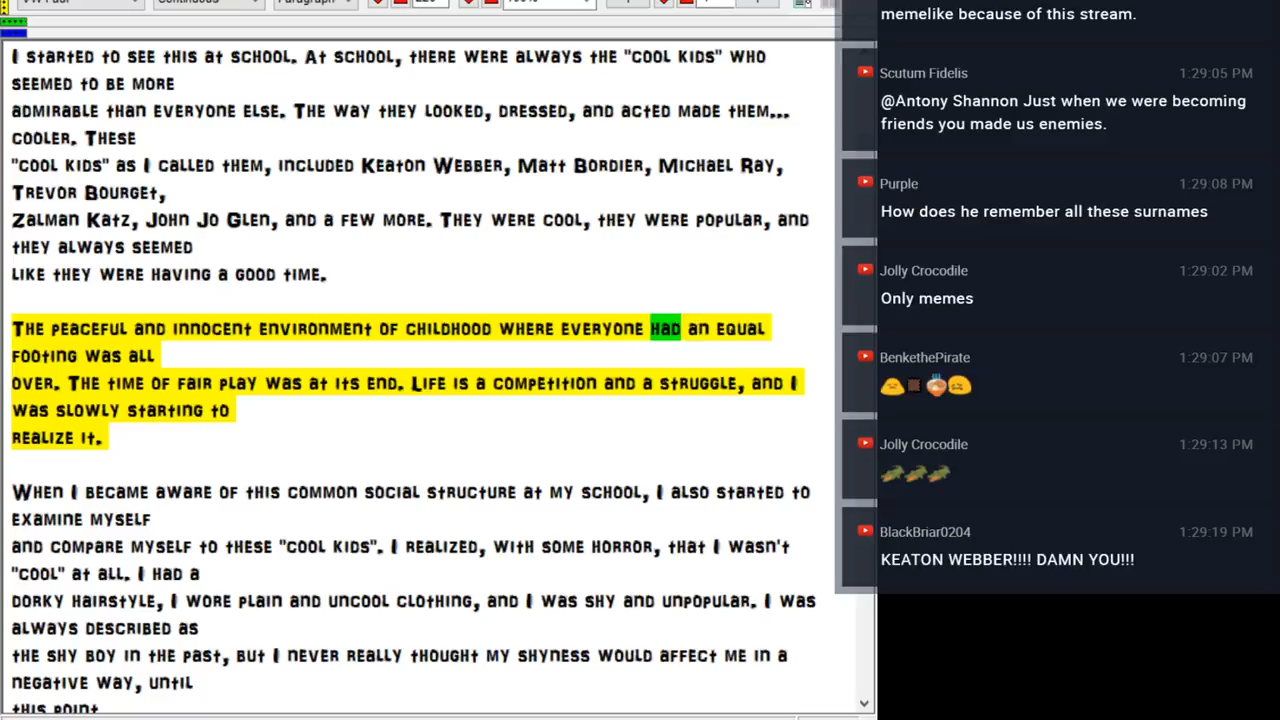 Continuous
Paragraph
I started to see this at school. At school, there were always the "cool kids" who
seemed to be more
admirable than everyone else. The way they looked, dressed, and acted made them...
cooler. These
"cool kids" as I called them, included Keaton Webber, Matt Bordier, Michael Ray,
Trevor Bourget,
Zalman Katz, John Jo Glen, and a few more. They were cool, they were popular, and
they always seemed
like they were having a good time.
The peaceful and innocent environment of childhood where everyone had an equal
footing was all
over. The time of fair play was at its end. Life is a competition and a struggle, and I
was slowly starting to
realize it.
When I became aware of this common social structure at my school, I also started to
examine myself
and compare myself to these "cool kids". I realized, with some horror, that I wasn't
"cool" at all. I had a
dorky hairstyle, I wore plain and uncool clothing, and I was shy and unpopular. I was
always described as
the shy boy in the past, but I never really thought my shyness would affect me in a
negative way, until
this point
memelike because of this stream.
Scutum Fidelis 1:29:05 PM
@Antony Shannon Just when we were becoming
friends you made us enemies.
Purple 1:29:08 PM
How does he remember all these surnames
Jolly Crocodile 1:29:02 PM
Only memes
BenkethePirate 1:29:07 PM
Jolly Crocodile 1:29:13 PM
BlackBriar0204 1:29:19 PM
KEATON WEBBER!!!! DAMN YOU!!!